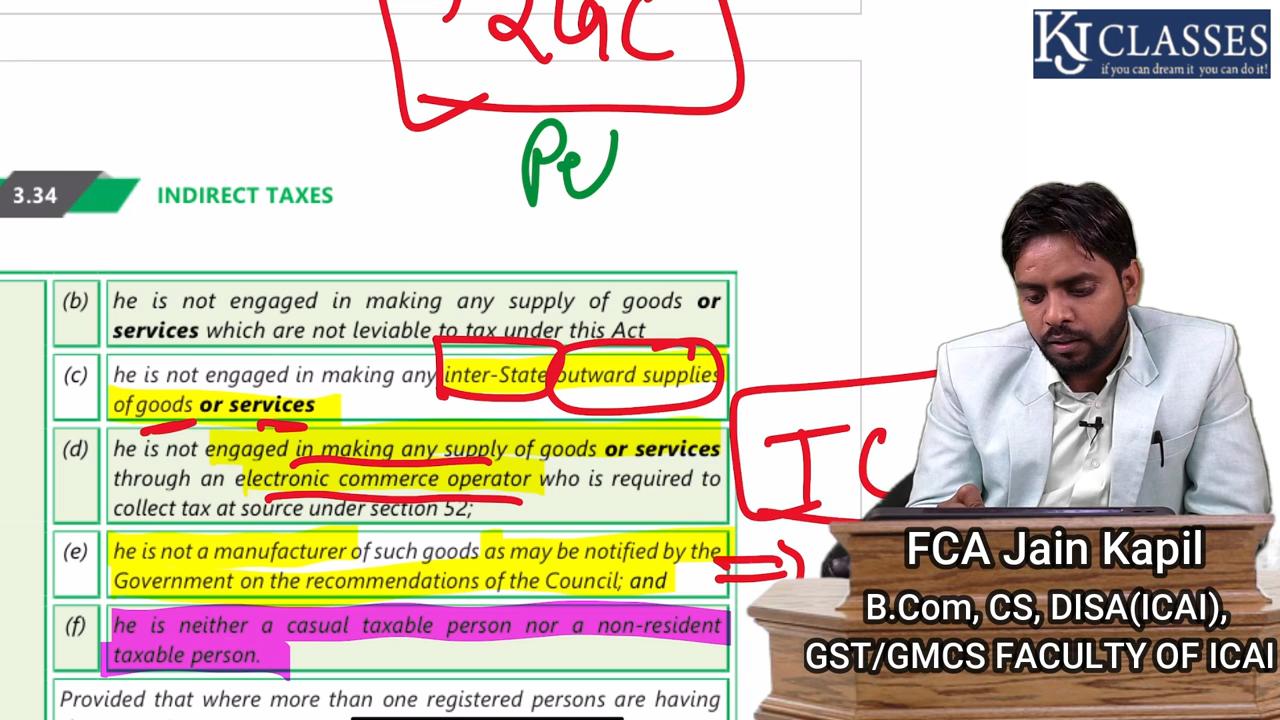 KJ CLASSES
if you can dream it you can do it!
3.34 INDIRECT TAXES
(b) he is not engaged in making any supply of goods or
services which are not leviable to tax under this Act
(c) he is not engaged in making any inter-State outward supplies
of goods or services
(d) he is not engaged in making any supply of goods or services
through an electronic commerce operator who is required to
collect tax at source under section 52;
(e) he is not a manufacturer of such goods as may be notified by the
Government on the recommendations of the Council; and
(f) he is neither a casual taxable person nor a non-resident
taxable person.
Provided that where more than one registered persons are having
FCA Jain Kapil
B.Com, CS, DISA(ICAI),
GST/GMCS FACULTY OF ICAI